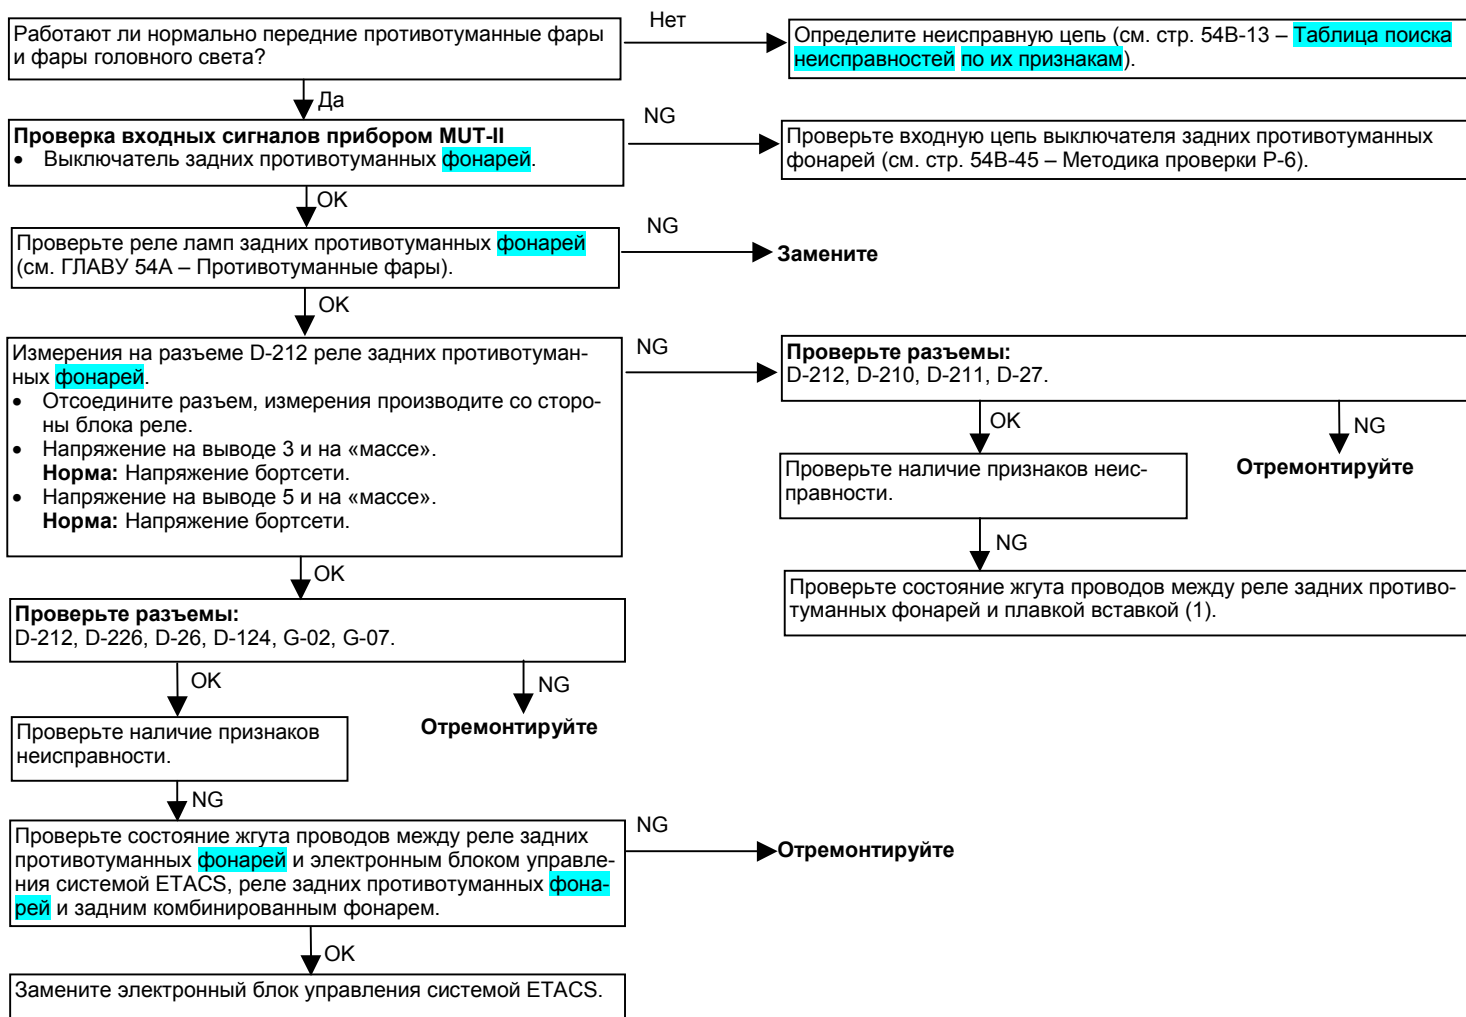 Работают ли нормально передние противотуманные фары
и фары головного света?
Нет
Определите неисправную цепь (см. стр. 54B-13 – Таблица поиска
неисправностей по их признакам).
Да
Проверка входных сигналов прибором MUT-II
• Выключатель задних противотуманных фонарей.
NG
Проверьте входную цепь выключателя задних противотуманных
фонарей (см. стр. 54B-45 – Методика проверки P-6).
OK
Проверьте реле ламп задних противотуманных фонарей
(см. ГЛАВУ 54A – Противотуманные фары).
NG
Замените
OK
Измерения на разъеме D-212 реле задних противотуман-
ных фонарей.
• Отсоедините разъем, измерения производите со сторо-
ны блока реле.
• Напряжение на выводе 3 и на «массе».
Норма: Напряжение бортсети.
• Напряжение на выводе 5 и на «массе».
Норма: Напряжение бортсети.
NG
Проверьте разъемы:
D-212, D-210, D-211, D-27.
OK
NG
Проверьте наличие признаков неис-
правности.
Отремонтируйте
NG
Проверьте состояние жгута проводов между реле задних противо-
туманных фонарей и плавкой вставкой (1).
OK
Проверьте разъемы:
D-212, D-226, D-26, D-124, G-02, G-07.
OK
NG
Проверьте наличие признаков
неисправности.
Отремонтируйте
NG
Проверьте состояние жгута проводов между реле задних
противотуманных фонарей и электронным блоком управле-
ния системой ETACS, реле задних противотуманных фона-
рей и задним комбинированным фонарем.
NG
Отремонтируйте
OK
Замените электронный блок управления системой ETACS.